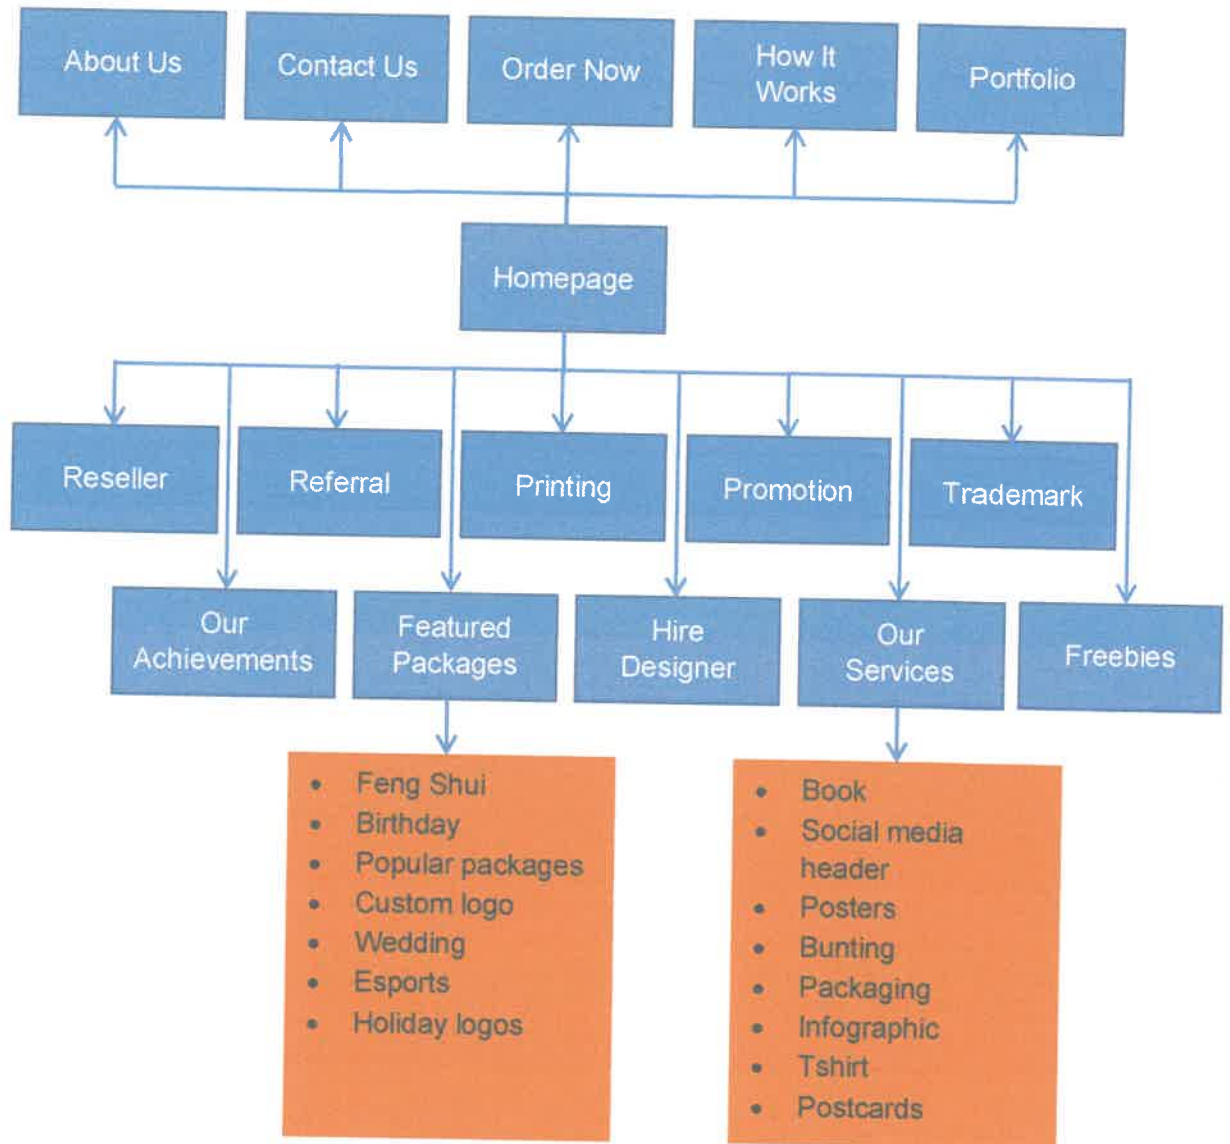 About Us
Contact Us
Order Now
How It
Works
Portfolio
Homepage
Reseller
Referral
Printing
Promotion
Trademark
Our
Achievements
Featured
Packages
Hire
Designer
Our
Services
Freebies
• Feng Shui
• Birthday
• Popular packages
• Custom logo
• Wedding
• Esports
• Holiday logos
• Book
• Social media
header
• Posters
• Bunting
• Packaging
• Infographic
• Tshirt
• Postcards